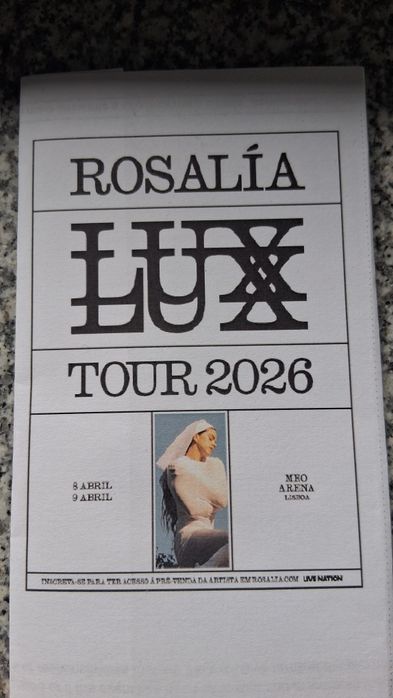 ROSALÍA
LUX
TOUR 2026
8 ABRIL
9 ABRIL
MEO
ARENA
LISBOA
INSCREVA-SE PARA TER ACESSO À PRÉ-VENDA DA ARTISTA EM ROSALIA.COM LIVE NATION